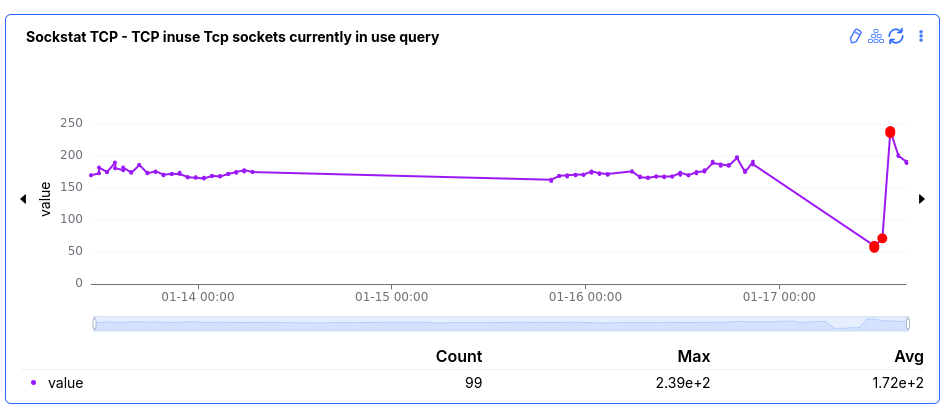 Sockstat TCP - TCP inuse Tcp sockets currently in use query
250
200
150
100
50
0
value
01-14 00:00 01-15 00:00 01-16 00:00 01-17 00:00
Count Max Avg
value 99 2.39e+2 1.72e+2